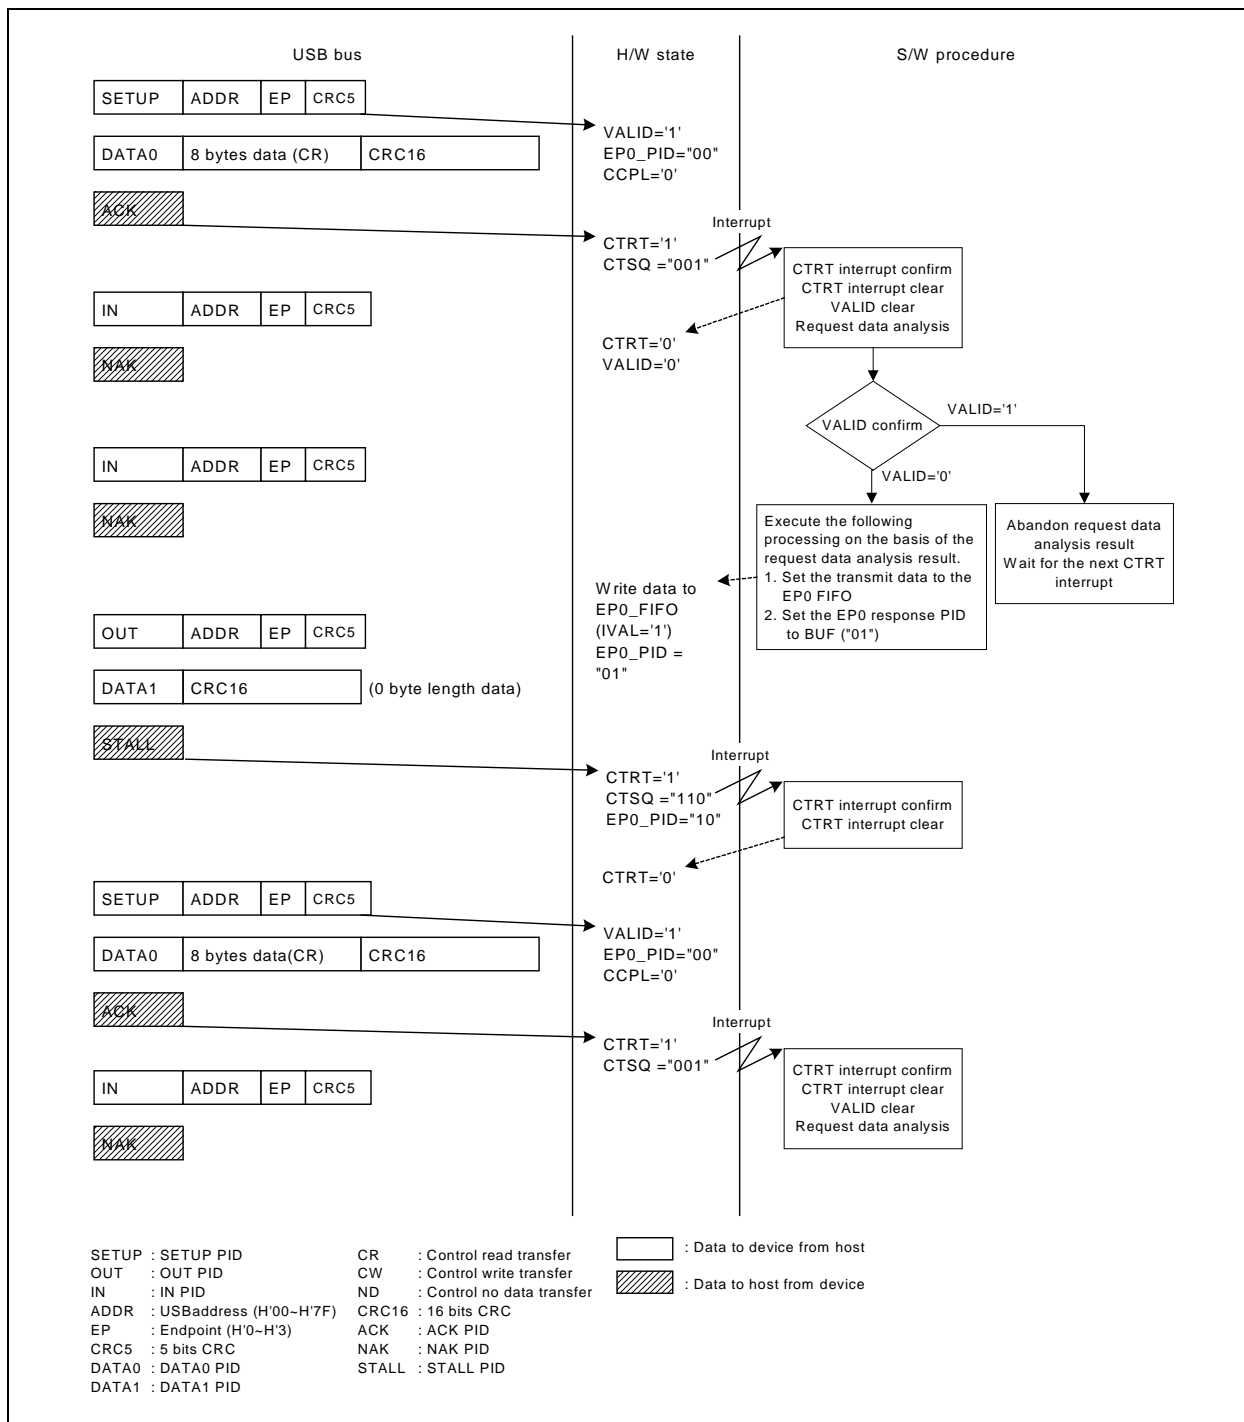 USB bus
H/W state
S/W procedure
SETUP ADDR EP CRC5
DATA0 8 bytes data (CR) CRC16
VALID='1'
EP0_PID="00"
CCPL='0'
ACK
Interrupt
CTRT='1'
CTSQ ="001"
CTRT interrupt confirm
CTRT interrupt clear
VALID clear
Request data analysis
IN ADDR EP CRC5
NAK
CTRT='0'
VALID='0'
VALID confirm
VALID='1'
VALID='0'
IN ADDR EP CRC5
NAK
Execute the following
processing on the basis of the
request data analysis result.
1. Set the transmit data to the
EP0 FIFO
2. Set the EP0 response PID
to BUF ("01")
Abandon request data
analysis result
Wait for the next CTRT
interrupt
Write data to
EP0_FIFO
(IVAL='1')
EP0_PID =
"01"
OUT ADDR EP CRC5
DATA1 CRC16 (0 byte length data)
STALL
Interrupt
CTRT='1'
CTSQ ="110"
EP0_PID="10"
CTRT interrupt confirm
CTRT interrupt clear
CTRT='0'
SETUP ADDR EP CRC5
DATA0 8 bytes data(CR) CRC16
VALID='1'
EP0_PID="00"
CCPL='0'
ACK
Interrupt
CTRT='1'
CTSQ ="001"
CTRT interrupt confirm
CTRT interrupt clear
VALID clear
Request data analysis
IN ADDR EP CRC5
NAK
SETUP : SETUP PID
OUT : OUT PID
IN : IN PID
ADDR : USBaddress (H'00~H'7F)
EP : Endpoint (H'0~H'3)
CRC5 : 5 bits CRC
DATA0 : DATA0 PID
DATA1 : DATA1 PID
CR : Control read transfer
CW : Control write transfer
ND : Control no data transfer
CRC16 : 16 bits CRC
ACK : ACK PID
NAK : NAK PID
STALL : STALL PID
: Data to device from host
: Data to host from device